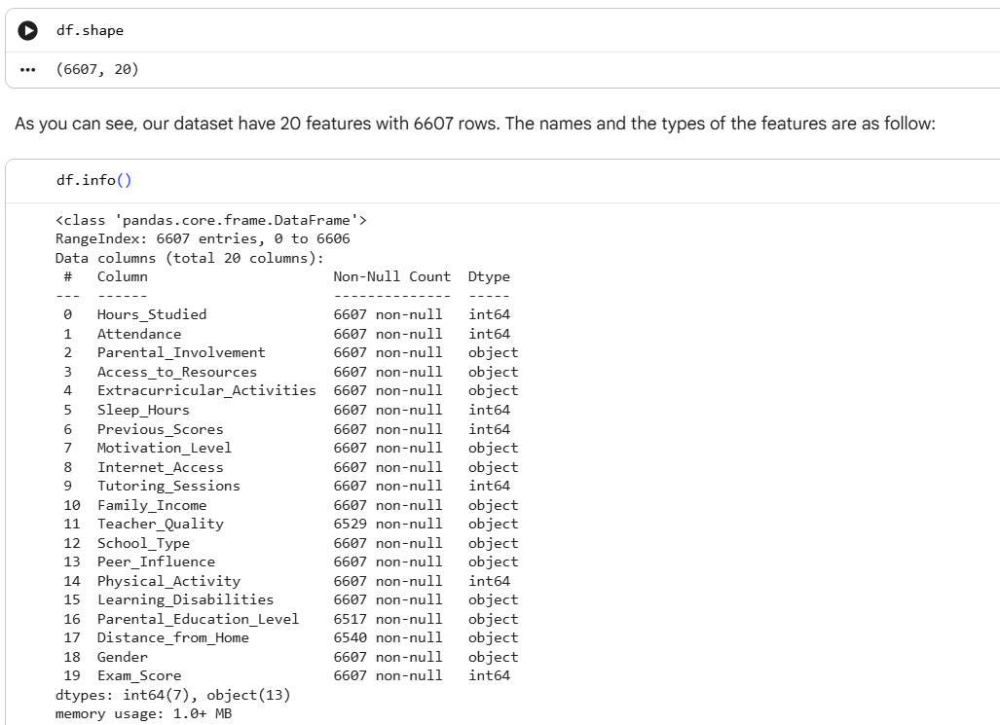 df.shape
(6607, 20)
As you can see, our dataset have 20 features with 6607 rows. The names and the types of the features are as follow:
df.info()
<class 'pandas.core.frame.DataFrame'>
RangeIndex: 6607 entries, 0 to 6606
Data columns (total 20 columns):
 #   Column                      Non-Null Count  Dtype
---  ------                      --------------  -----
 0   Hours_Studied               6607 non-null   int64
 1   Attendance                  6607 non-null   int64
 2   Parental_Involvement        6607 non-null   object
 3   Access_to_Resources         6607 non-null   object
 4   Extracurricular_Activities  6607 non-null   object
 5   Sleep_Hours                 6607 non-null   int64
 6   Previous_Scores             6607 non-null   int64
 7   Motivation_Level            6607 non-null   object
 8   Internet_Access             6607 non-null   object
 9   Tutoring_Sessions           6607 non-null   int64
 10  Family_Income               6607 non-null   object
 11  Teacher_Quality             6529 non-null   object
 12  School_Type                 6607 non-null   object
 13  Peer_Influence              6607 non-null   object
 14  Physical_Activity           6607 non-null   int64
 15  Learning_Disabilities       6607 non-null   object
 16  Parental_Education_Level    6517 non-null   object
 17  Distance_from_Home          6540 non-null   object
 18  Gender                      6607 non-null   object
 19  Exam_Score                  6607 non-null   int64
dtypes: int64(7), object(13)
memory usage: 1.0+ MB